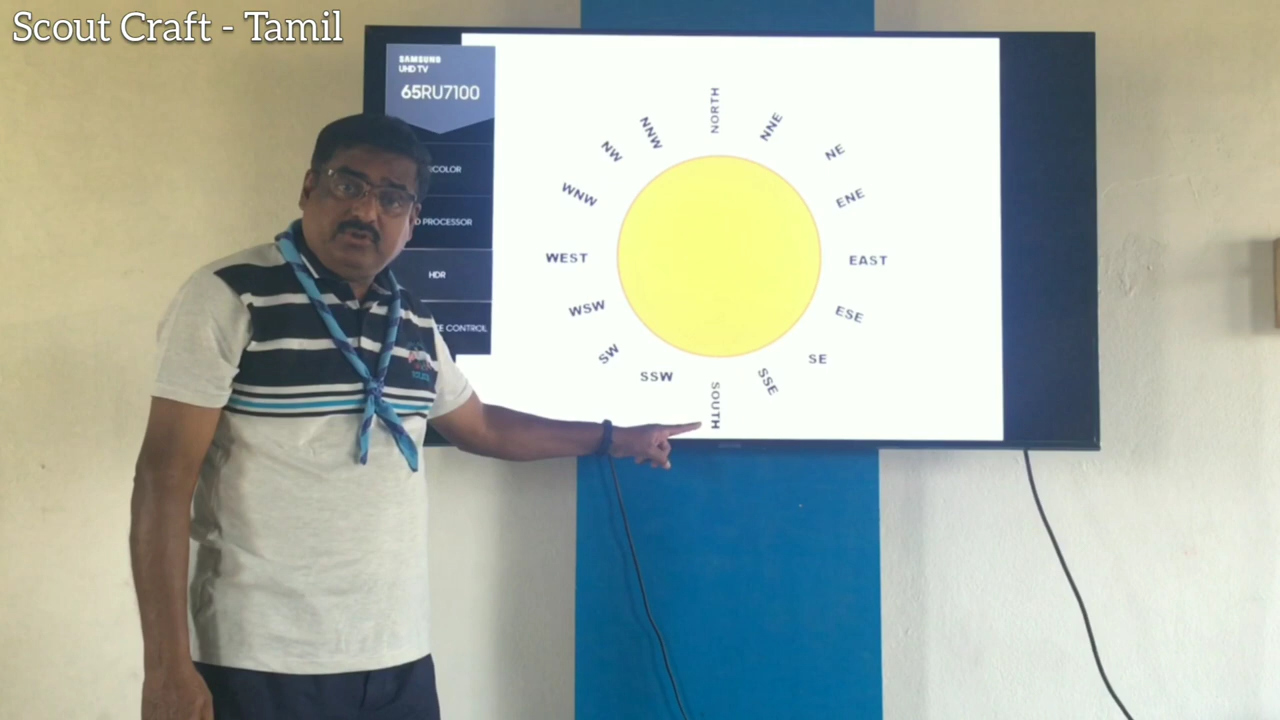 Scout Craft - Tamil
SAMSUNG
UHD TV
65RU7100
COLOR
PROCESSOR
HDR
CONTROL
NORTH
NNE
NE
ENE
EAST
ESE
SE
SSE
SOUTH
SSW
SW
WSW
WEST
WNW
NW
NNW